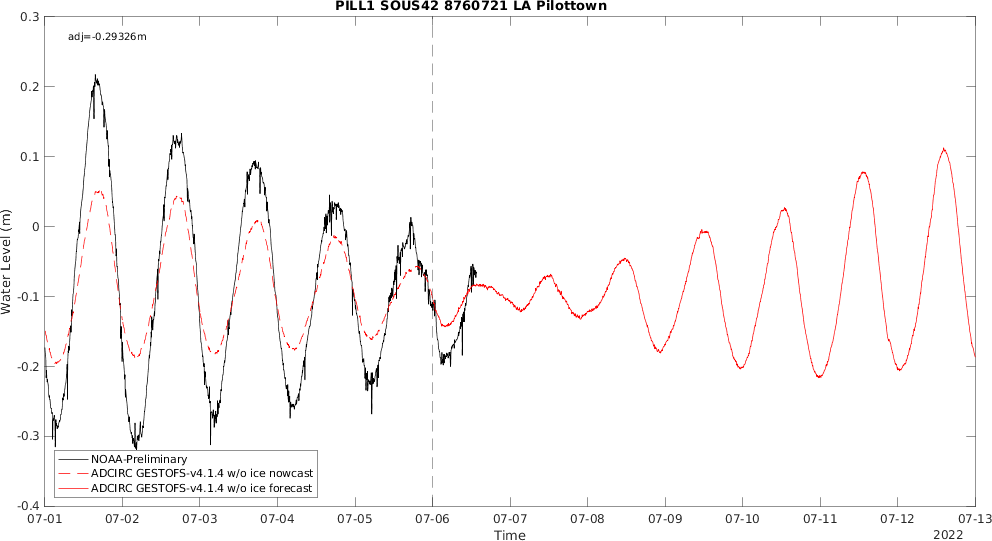 PILL1 SOUS42 8760721 LA Pilottown
adj=-0.29326m
0.3
0.2
0.1
0
-0.1
-0.2
-0.3
-0.4
Water Level (m)
NOAA-Preliminary
ADCIRC GESTOFS-v4.1.4 w/o ice nowcast
ADCIRC GESTOFS-v4.1.4 w/o ice forecast
07-01 07-02 07-03 07-04 07-05 07-06 07-07 07-08 07-09 07-10 07-11 07-12 07-13
Time
2022